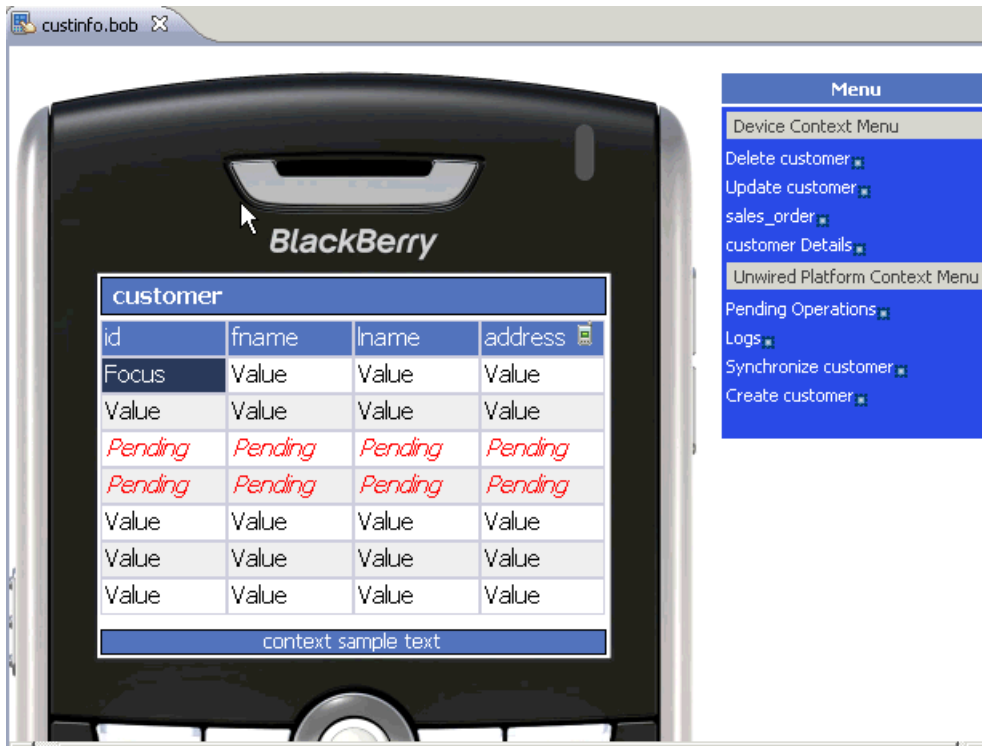 custinfo.bob
BlackBerry
customer
id fname lname address
Focus Value Value Value
Value Value Value Value
Pending Pending Pending Pending
Pending Pending Pending Pending
Value Value Value Value
Value Value Value Value
Value Value Value Value
context sample text
Menu
Device Context Menu
Delete customer
Update customer
sales_order
customer Details
Unwired Platform Context Menu
Pending Operations
Logs
Synchronize customer
Create customer